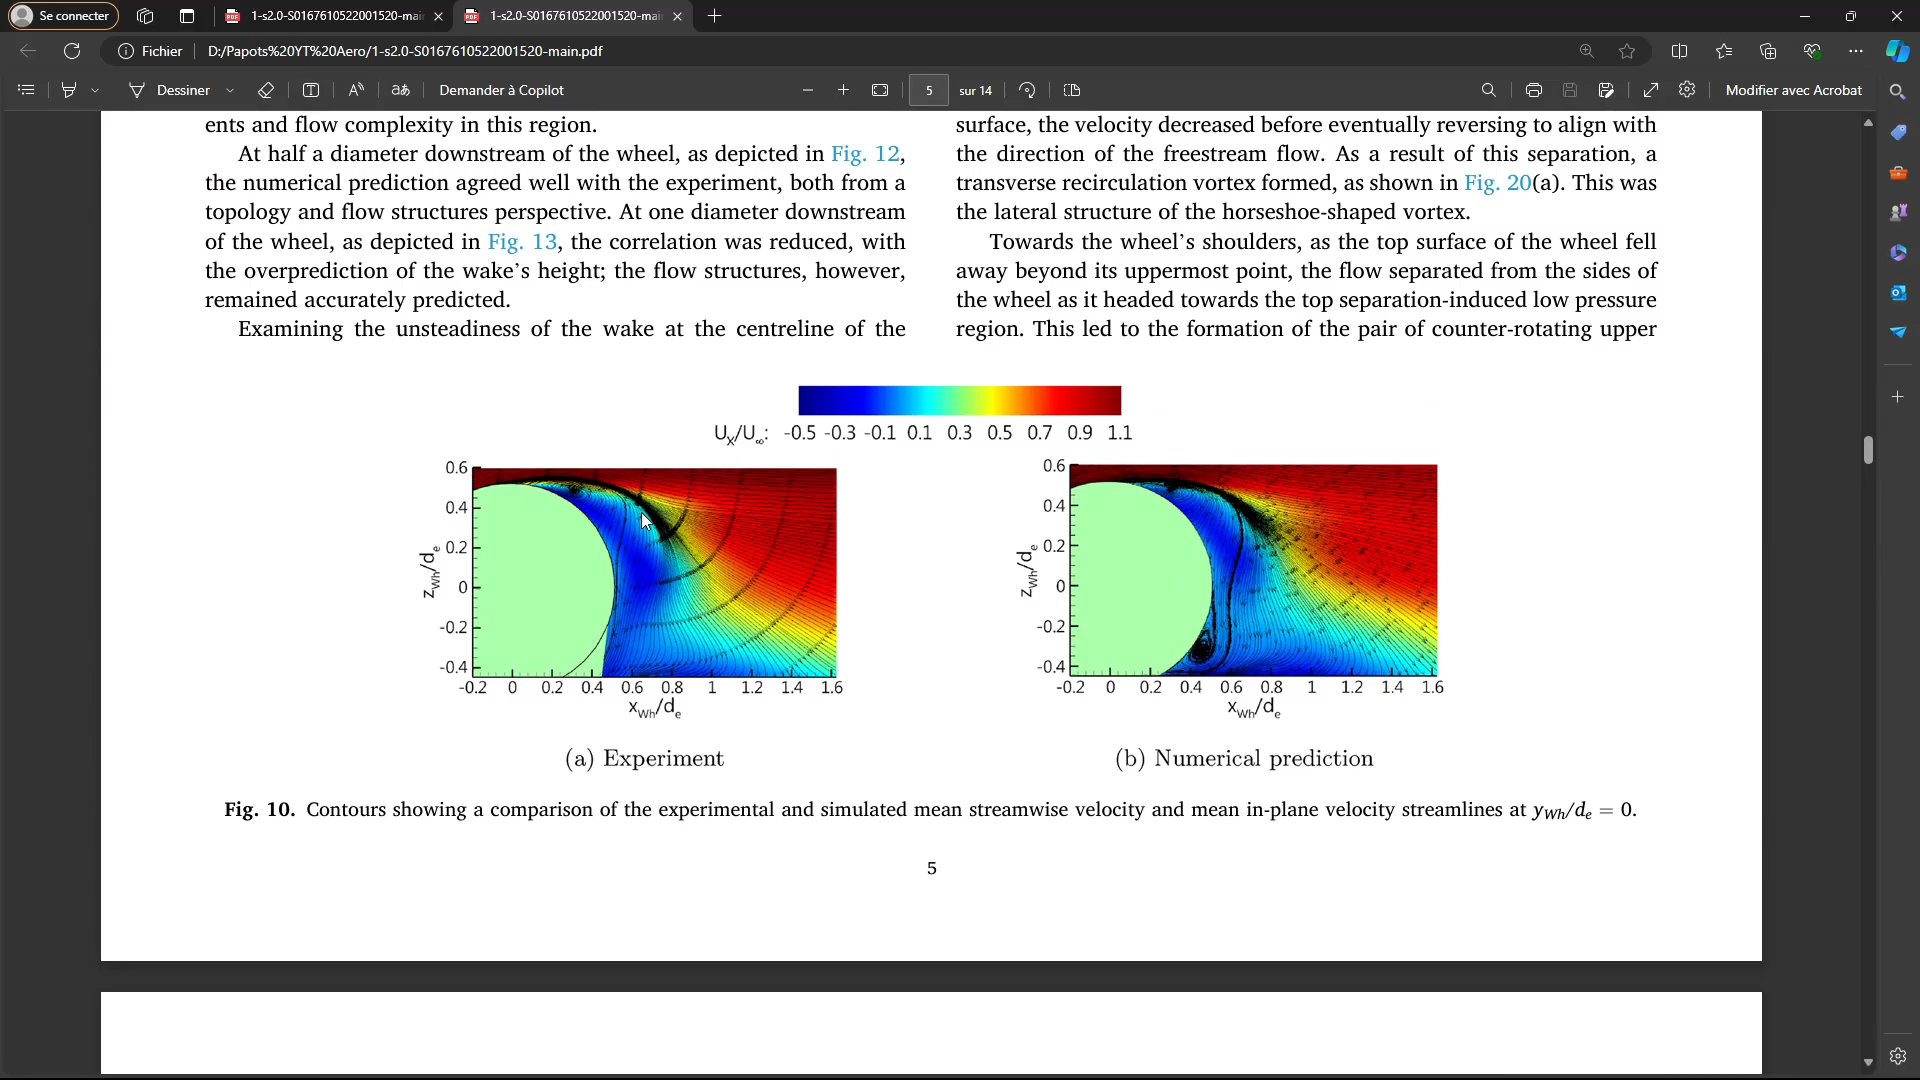 Se connecter
1-s2.0-S0167610522001520-mai
1-s2.0-S0167610522001520-mai
Fichier
D:/Papots%20YT%20Aero/1-s2.0-S0167610522001520-main.pdf
Dessiner
aあ
Demander à Copilot
5
sur 14
Modifier avec Acrobat
ents and flow complexity in this region.
At half a diameter downstream of the wheel, as depicted in Fig. 12,
the numerical prediction agreed well with the experiment, both from a
topology and flow structures perspective. At one diameter downstream
of the wheel, as depicted in Fig. 13, the correlation was reduced, with
the overprediction of the wake's height; the flow structures, however,
remained accurately predicted.
Examining the unsteadiness of the wake at the centreline of the
surface, the velocity decreased before eventually reversing to align with
the direction of the freestream flow. As a result of this separation, a
transverse recirculation vortex formed, as shown in Fig. 20(a). This was
the lateral structure of the horseshoe-shaped vortex.
Towards the wheel's shoulders, as the top surface of the wheel fell
away beyond its uppermost point, the flow separated from the sides of
the wheel as it headed towards the top separation-induced low pressure
region. This led to the formation of the pair of counter-rotating upper
Ux/U∞: -0.5 -0.3 -0.1 0.1 0.3 0.5 0.7 0.9 1.1
0.6
0.4
0.2
0
-0.2
-0.4
zWh/de
-0.2 0 0.2 0.4 0.6 0.8 1 1.2 1.4 1.6
xWh/de
(a) Experiment
0.6
0.4
0.2
0
-0.2
-0.4
zWh/de
-0.2 0 0.2 0.4 0.6 0.8 1 1.2 1.4 1.6
xWh/de
(b) Numerical prediction
Fig. 10. Contours showing a comparison of the experimental and simulated mean streamwise velocity and mean in-plane velocity streamlines at yWh/de = 0.
5